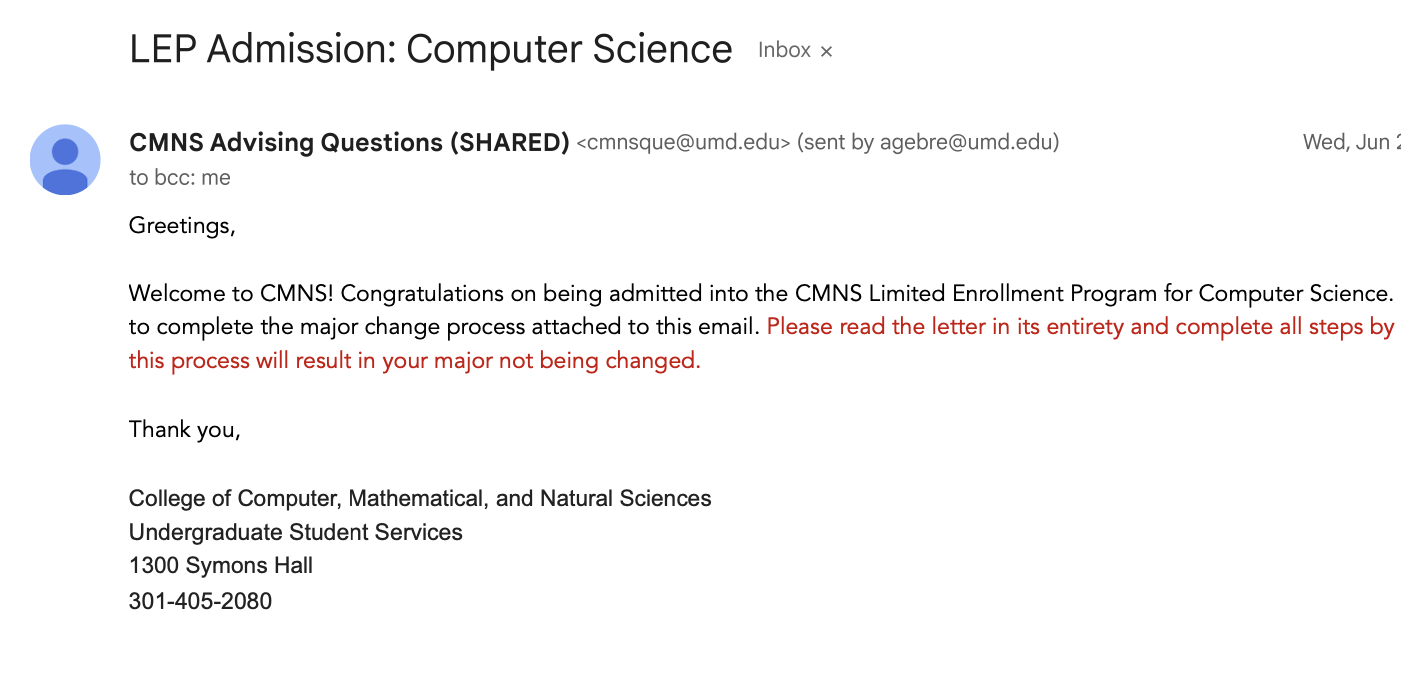 LEP Admission: Computer Science Inbox ×
CMNS Advising Questions (SHARED) <cmnsque@umd.edu> (sent by agebre@umd.edu) Wed, Jun
to bcc: me
Greetings,
Welcome to CMNS! Congratulations on being admitted into the CMNS Limited Enrollment Program for Computer Science.
to complete the major change process attached to this email. Please read the letter in its entirety and complete all steps by
this process will result in your major not being changed.
Thank you,
College of Computer, Mathematical, and Natural Sciences
Undergraduate Student Services
1300 Symons Hall
301-405-2080